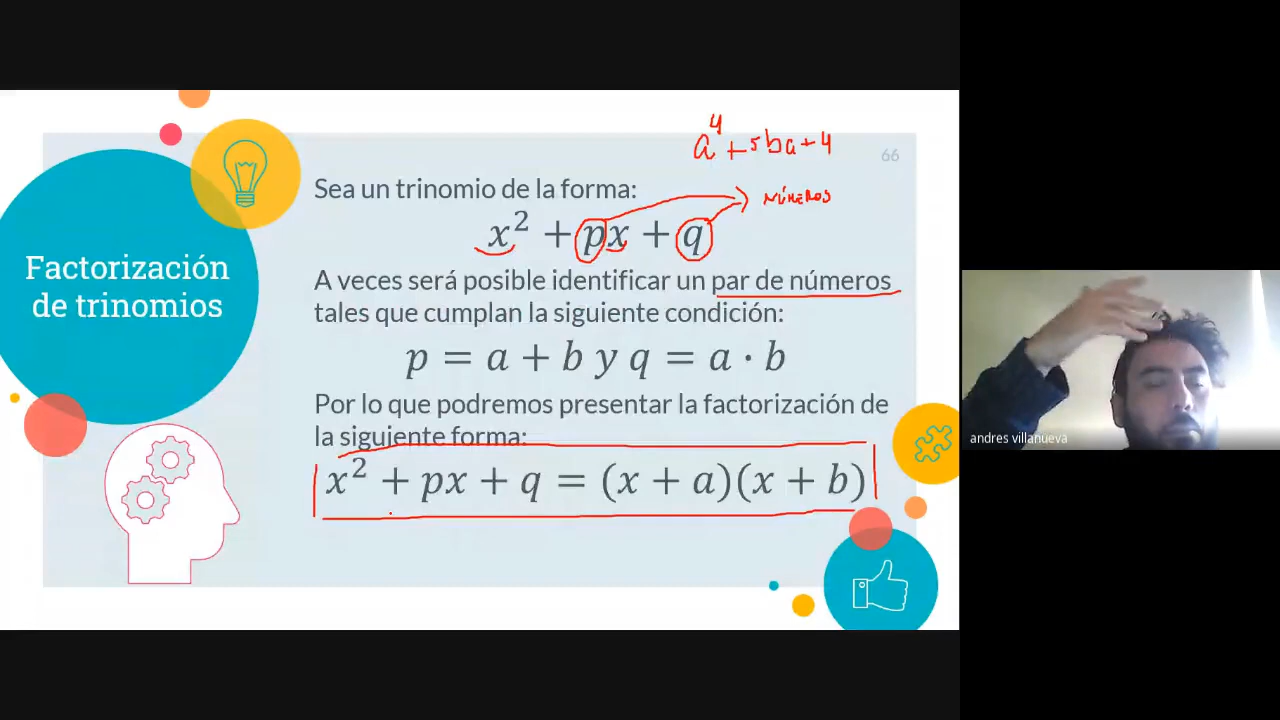 a⁴ + 5ba + 4
66
Sea un trinomio de la forma:
NÚMEROS
x² + px + q
Factorización
de trinomios
A veces será posible identificar un par de números
tales que cumplan la siguiente condición:
p = a + b y q = a · b
Por lo que podremos presentar la factorización de
la siguiente forma:
x² + px + q = (x + a)(x + b)
andres villanueva